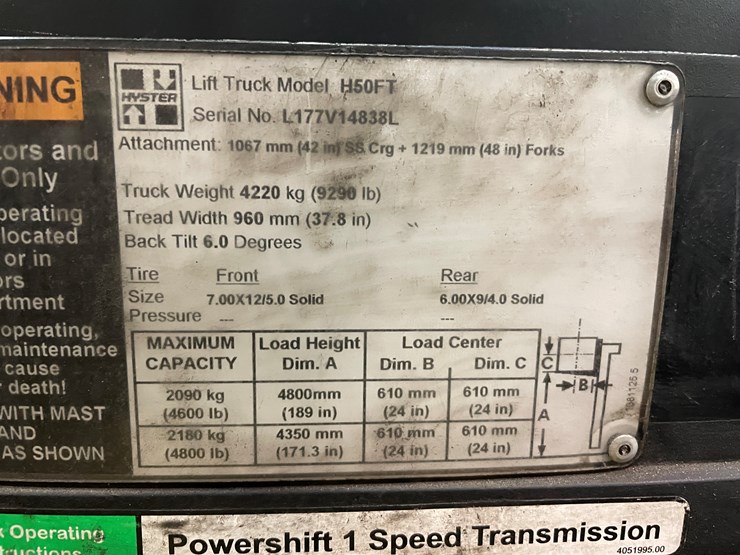 NING
ors and
Only
perating
located
or in
ors
rtment
operating,
maintenance
cause
death!
WITH MAST
AND
AS SHOWN
HYSTER
Lift Truck Model H50FT
Serial No. L177V14838L
Attachment: 1067 mm (42 in) SS Crg + 1219 mm (48 in) Forks
Truck Weight 4220 kg (9290 lb)
Tread Width 960 mm (37.8 in)
Back Tilt 6.0 Degrees
Tire Front Rear
Size 7.00X12/5.0 Solid 6.00X9/4.0 Solid
Pressure --- ---
MAXIMUM CAPACITY Load Height Dim. A Load Center Dim. B Dim. C
2090 kg 4800mm 610 mm 610 mm
(4600 lb) (189 in) (24 in) (24 in)
2180 kg 4350 mm 610 mm 610 mm
(4800 lb) (171.3 in) (24 in) (24 in)
C
B
A
Operating
tructions
Powershift 1 Speed Transmission
4051995.00